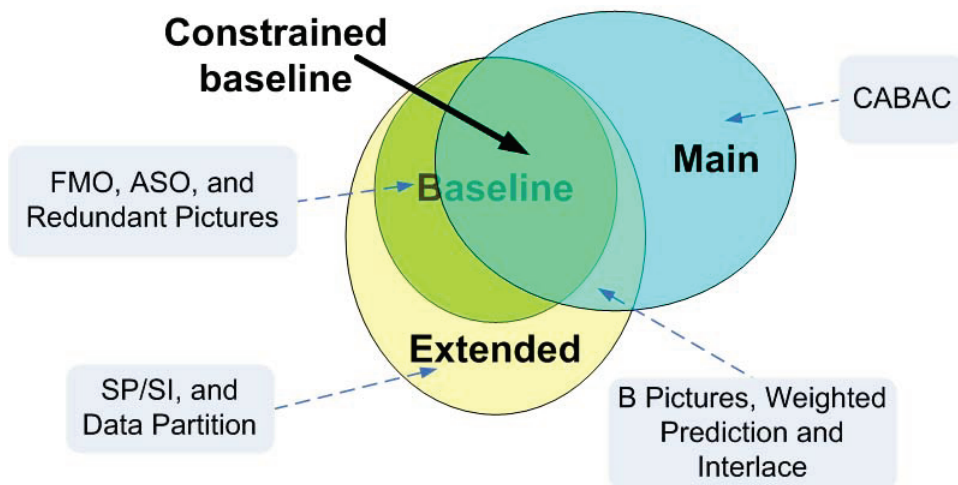 Constrained
baseline
CABAC
Main
FMO, ASO, and
Redundant Pictures
Baseline
Extended
SP/SI, and
Data Partition
B Pictures, Weighted
Prediction and
Interlace